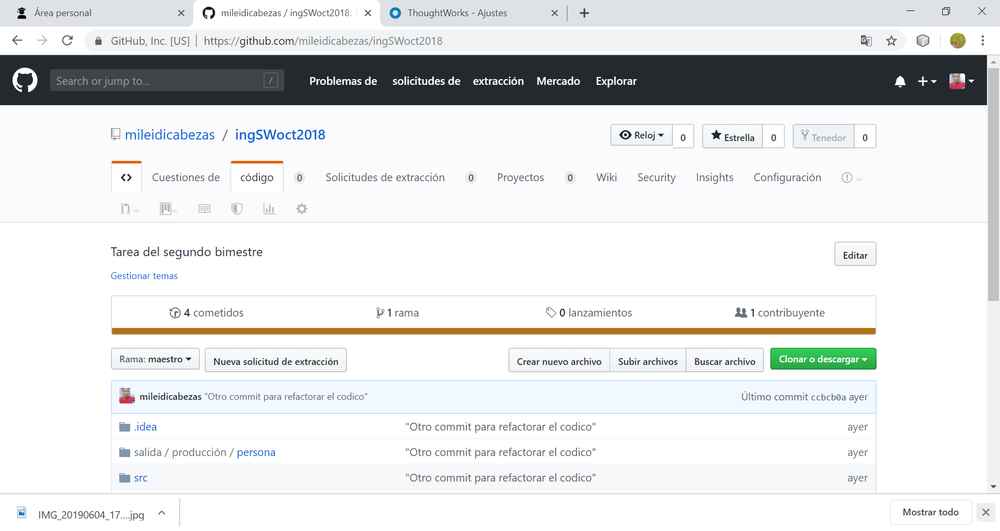 Área personal
mileidicabezas / ingSWoct2018:
ThoughtWorks - Ajustes
GitHub, Inc. [US] | https://github.com/mileidicabezas/ingSWoct2018
Search or jump to... /
Problemas de solicitudes de extracción Mercado Explorar
mileidicabezas / ingSWoct2018
Reloj 0 Estrella 0 Tenedor 0
Cuestiones de código 0 Solicitudes de extracción 0 Proyectos 0 Wiki Security Insights Configuración
Tarea del segundo bimestre
Editar
Gestionar temas
4 cometidos 1 rama 0 lanzamientos 1 contribuyente
Rama: maestro Nueva solicitud de extracción Crear nuevo archivo Subir archivos Buscar archivo Clonar o descargar
mileidicabezas "Otro commit para refactorar el codico" Último commit ccbcb0a ayer
.idea "Otro commit para refactorar el codico" ayer
salida / producción / persona "Otro commit para refactorar el codico" ayer
src "Otro commit para refactorar el codico" ayer
IMG_20190604_17....jpg
Mostrar todo